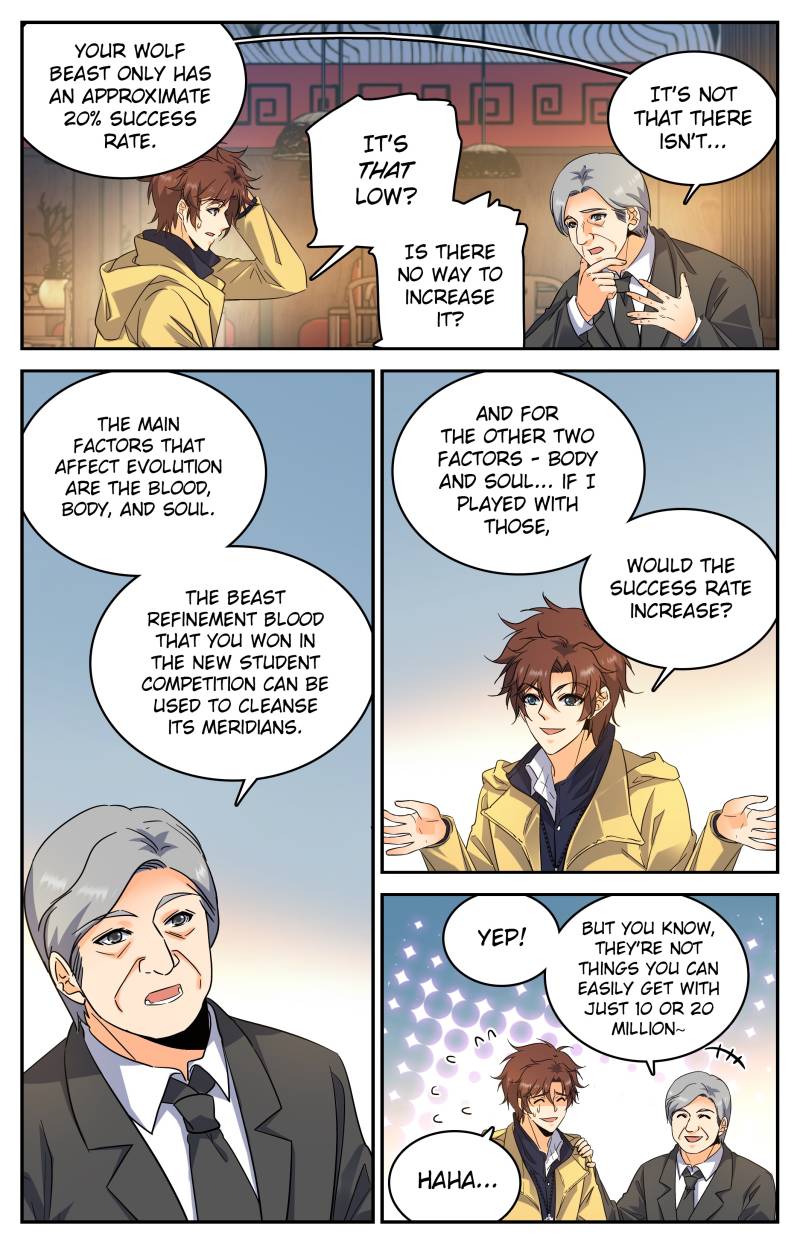 YOUR WOLF
BEAST ONLY HAS
AN APPROXIMATE
20% SUCCESS
RATE.
IT'S
THAT
LOW?
IS THERE
NO WAY TO
INCREASE
IT?
IT'S NOT
THAT THERE
ISN'T...
THE MAIN
FACTORS THAT
AFFECT EVOLUTION
ARE THE BLOOD,
BODY, AND SOUL.
THE BEAST
REFINEMENT BLOOD
THAT YOU WON IN
THE NEW STUDENT
COMPETITION CAN BE
USED TO CLEANSE
ITS MERIDIANS.
AND FOR
THE OTHER TWO
FACTORS - BODY
AND SOUL... IF I
PLAYED WITH
THOSE,
WOULD THE
SUCCESS RATE
INCREASE?
YEP!
BUT YOU KNOW,
THEY'RE NOT
THINGS YOU CAN
EASILY GET WITH
JUST 10 OR 20
MILLION~
HAHA...